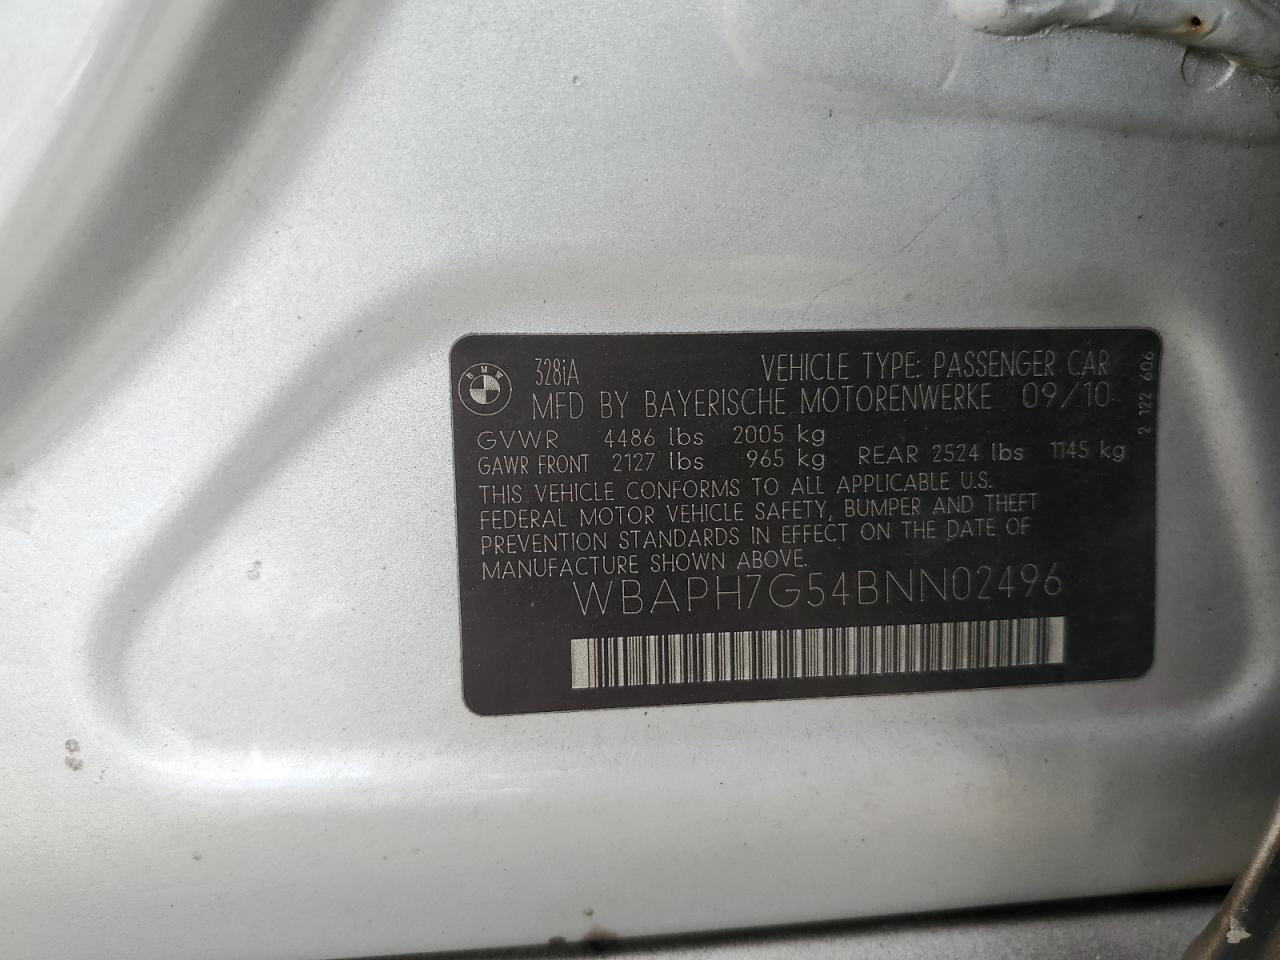 BMW
328iA VEHICLE TYPE: PASSENGER CAR
MFD BY BAYERISCHE MOTORENWERKE 09/10
GVWR 4486 lbs 2005 kg
GAWR FRONT 2127 lbs 965 kg REAR 2524 lbs 1145 kg
THIS VEHICLE CONFORMS TO ALL APPLICABLE U.S.
FEDERAL MOTOR VEHICLE SAFETY, BUMPER AND THEFT
PREVENTION STANDARDS IN EFFECT ON THE DATE OF
MANUFACTURE SHOWN ABOVE.
WBAPH7G54BNN02496
2 122 606